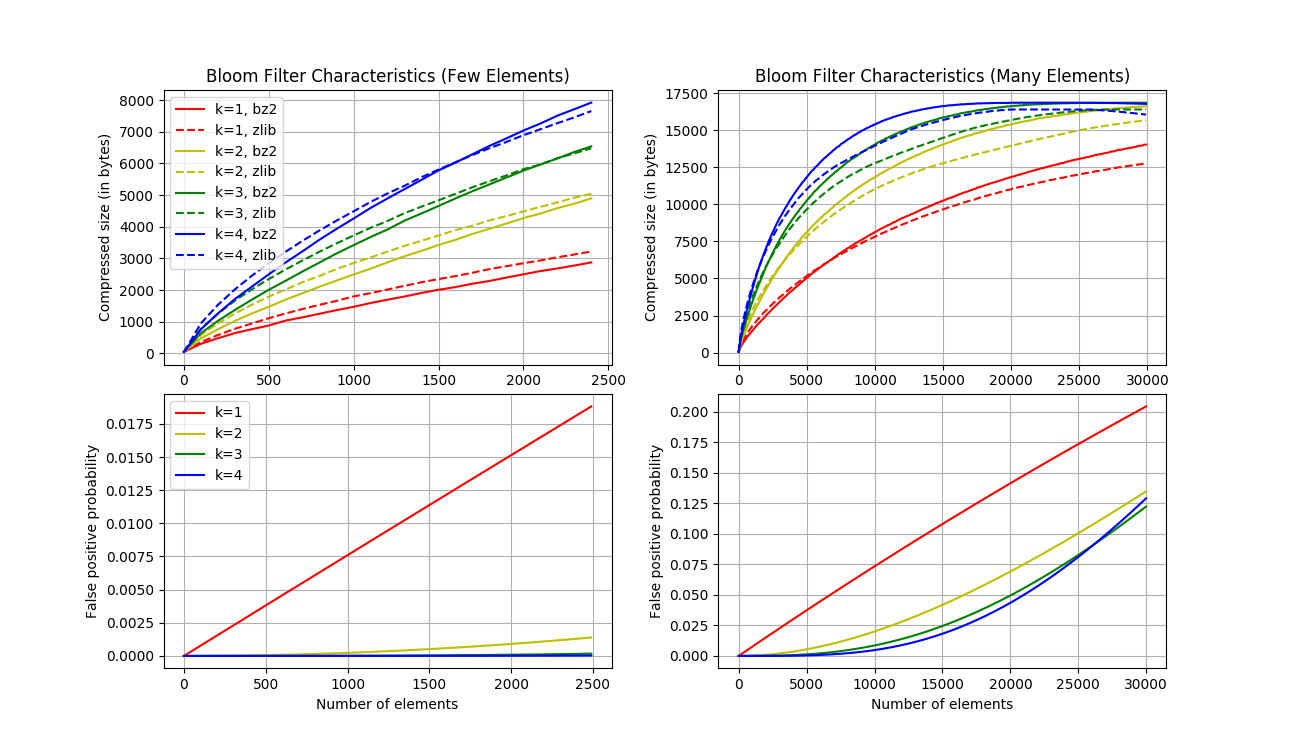 Bloom Filter Characteristics (Few Elements)
Compressed size (in bytes)
8000
7000
6000
5000
4000
3000
2000
1000
0
k=1, bz2
k=1, zlib
k=2, bz2
k=2, zlib
k=3, bz2
k=3, zlib
k=4, bz2
k=4, zlib
0 500 1000 1500 2000 2500
Bloom Filter Characteristics (Many Elements)
Compressed size (in bytes)
17500
15000
12500
10000
7500
5000
2500
0
0 5000 10000 15000 20000 25000 30000
False positive probability
0.0175
0.0150
0.0125
0.0100
0.0075
0.0050
0.0025
0.0000
k=1
k=2
k=3
k=4
0 500 1000 1500 2000 2500
Number of elements
False positive probability
0.200
0.175
0.150
0.125
0.100
0.075
0.050
0.025
0.000
0 5000 10000 15000 20000 25000 30000
Number of elements